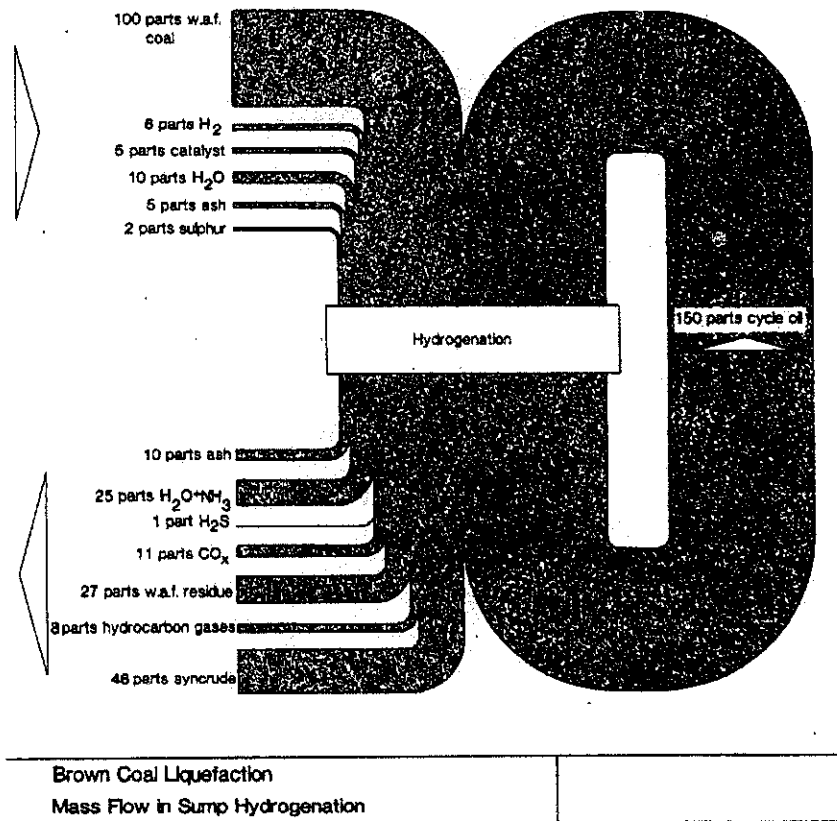 100 parts w.a.f.
coal
6 parts H₂
5 parts catalyst
10 parts H₂O
5 parts ash
2 parts sulphur
Hydrogenation
150 parts cycle oil
10 parts ash
25 parts H₂O+NH₃
1 part H₂S
11 parts COₓ
27 parts w.a.f. residue
8 parts hydrocarbon gases
46 parts syncrude
Brown Coal Liquefaction
Mass Flow in Sump Hydrogenation